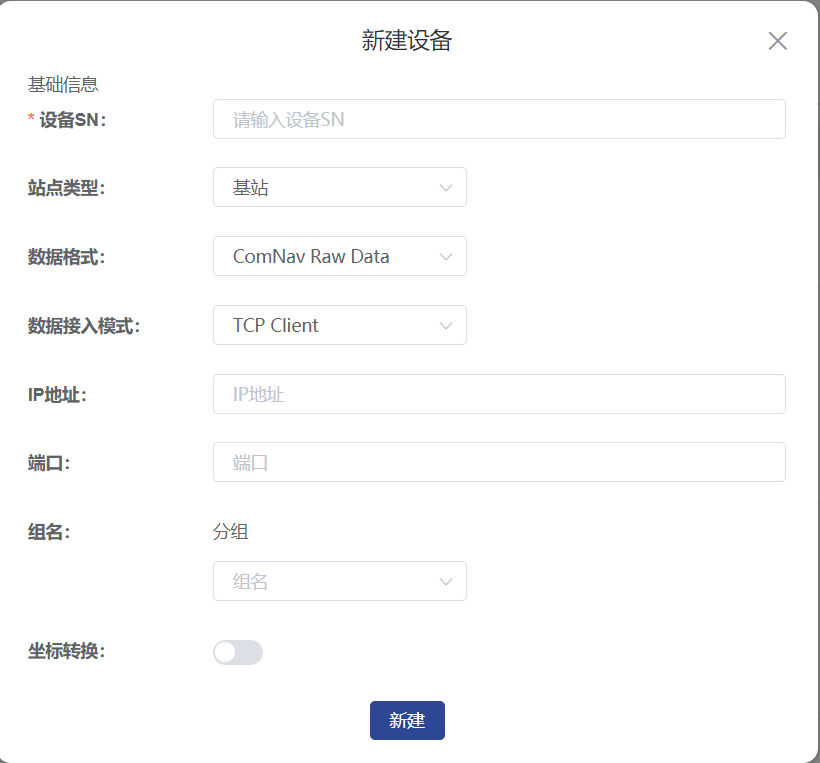 新建设备
基础信息
* 设备SN: 请输入设备SN
站点类型: 基站
数据格式: ComNav Raw Data
数据接入模式: TCP Client
IP地址: IP地址
端口: 端口
组名: 分组
组名
坐标转换:
新建